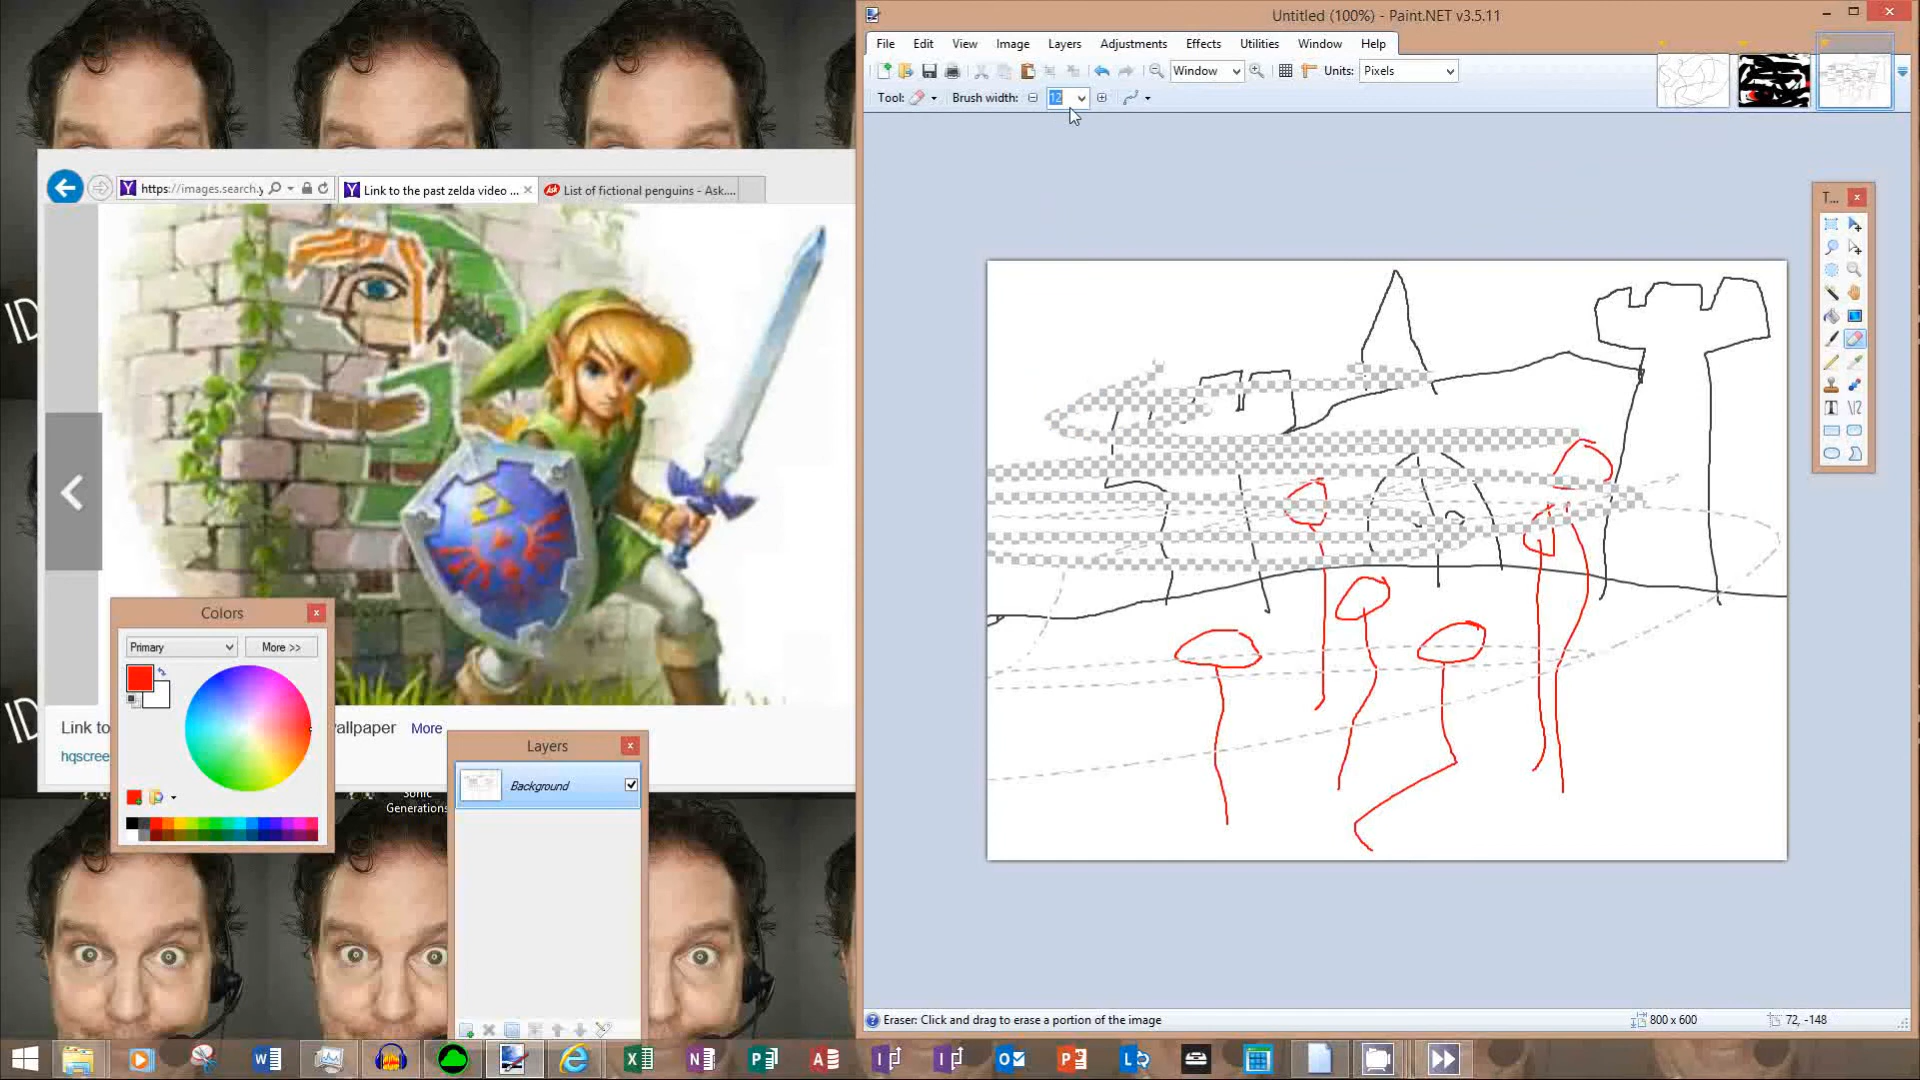 Untitled (100%) - Paint.NET v3.5.11
File Edit View Image Layers Adjustments Effects Utilities Window Help
Window Units: Pixels
Tool: Brush width: 12
https://images.search.y
Link to the past zelda video ...
List of fictional penguins - Ask....
T...
ID
ID
Colors
Primary More >>
Link to
allpaper More
hqscree
Layers
Background
Sonic
Generations
Eraser: Click and drag to erase a portion of the image
800 x 600
72, -148